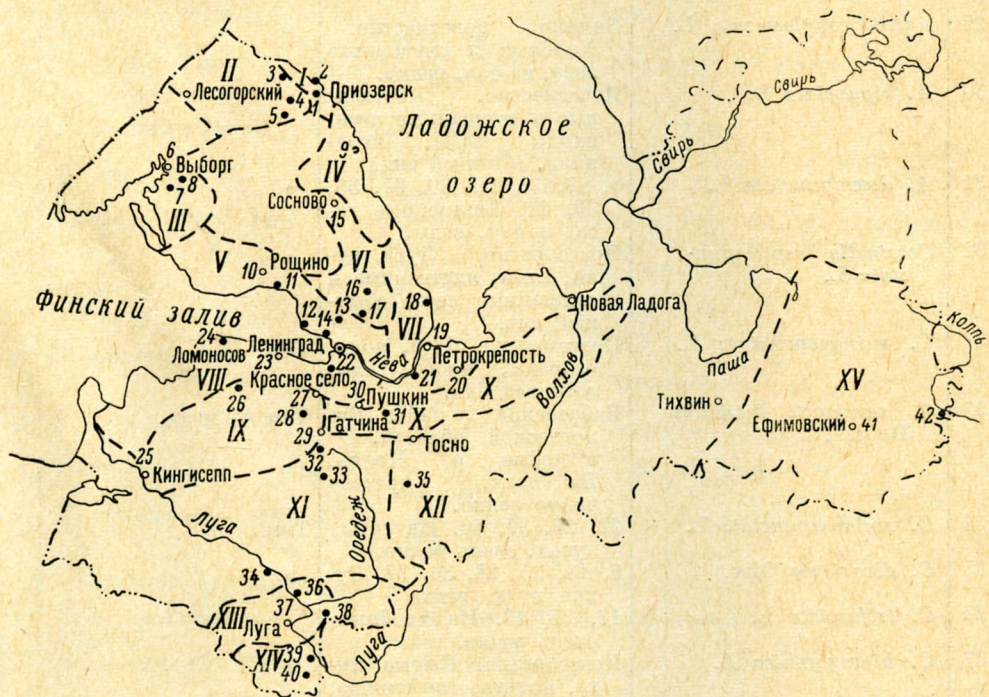 II
3
1
2
Лесогорский
4
1
Приозерск
5
Ладожское
озеро
Свирь
Свирь
6
Выборг
7
8
III
9
IV
Сосново
15
V
10
Рощино
11
VI
16
17
12
13
14
18
VII
19
Новая Ладога
Финский залив
24
Ломоносов
23
Ленинград
22
Нева
Петрокрепость
20
21
X
Волхов
Паша
Колпь
XV
Тихвин
Ефимовский
41
42
VIII
26
Красное село
27
30
Пушкин
31
X
28
IX
29
Гатчина
Тосно
25
Кингисепп
32
33
35
XI
XII
Луга
Оредеж
34
36
37
38
XIII
Луга
Луга
XIV
39
40